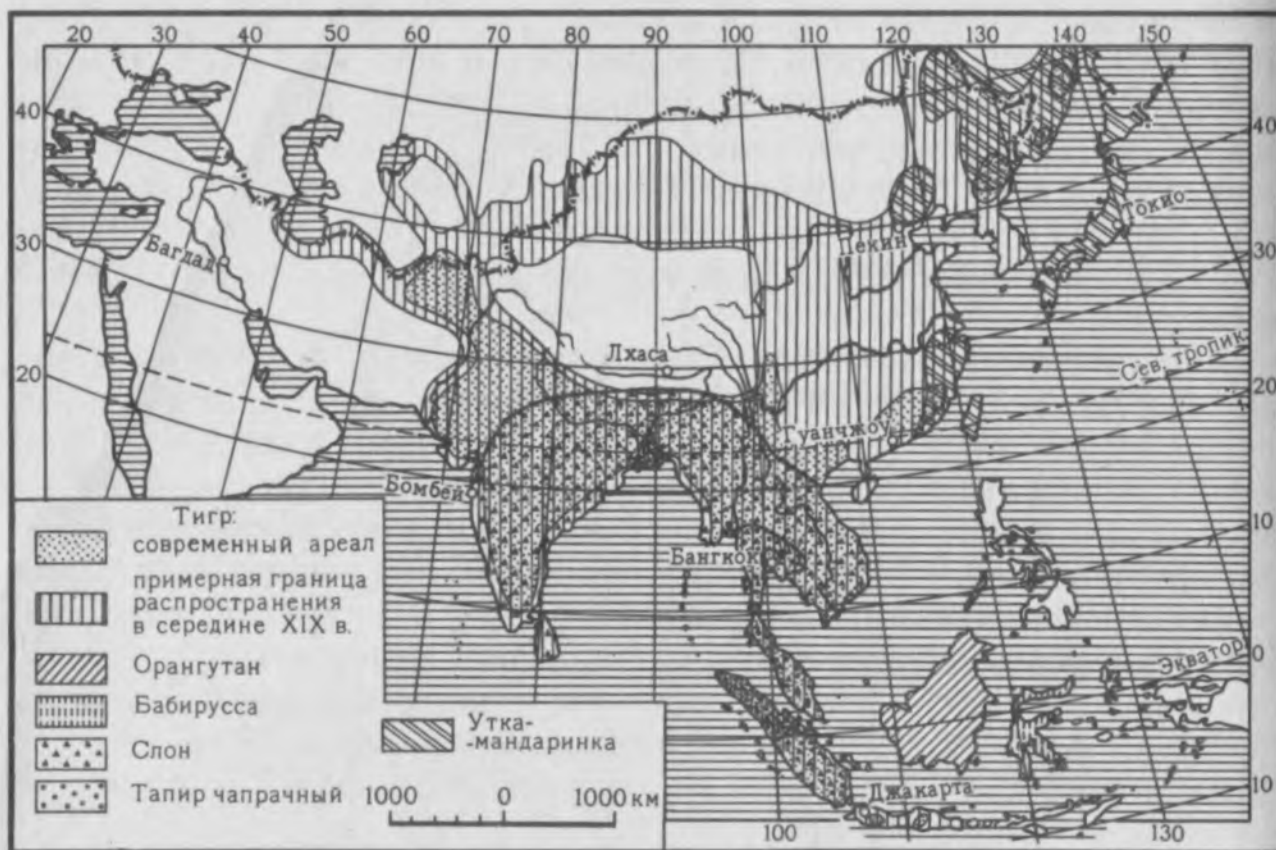 20 30 40 50 60 70 80 90 100 110 120 130 140 150
40
30
20
40
30
20
10
0
10
Багдад
Пекин
Токио
Лхаса
Сев. тропик
Гуанчжоу
Бомбей
Бангкок
Экватор
Джакарта
Тигр:
современный ареал
примерная граница
распространения
в середине XIX в.
Орангутан
Бабирусса
Слон
Тапир чапрачный
Утка-
-мандаринка
1000 0 1000 км
100 120 130